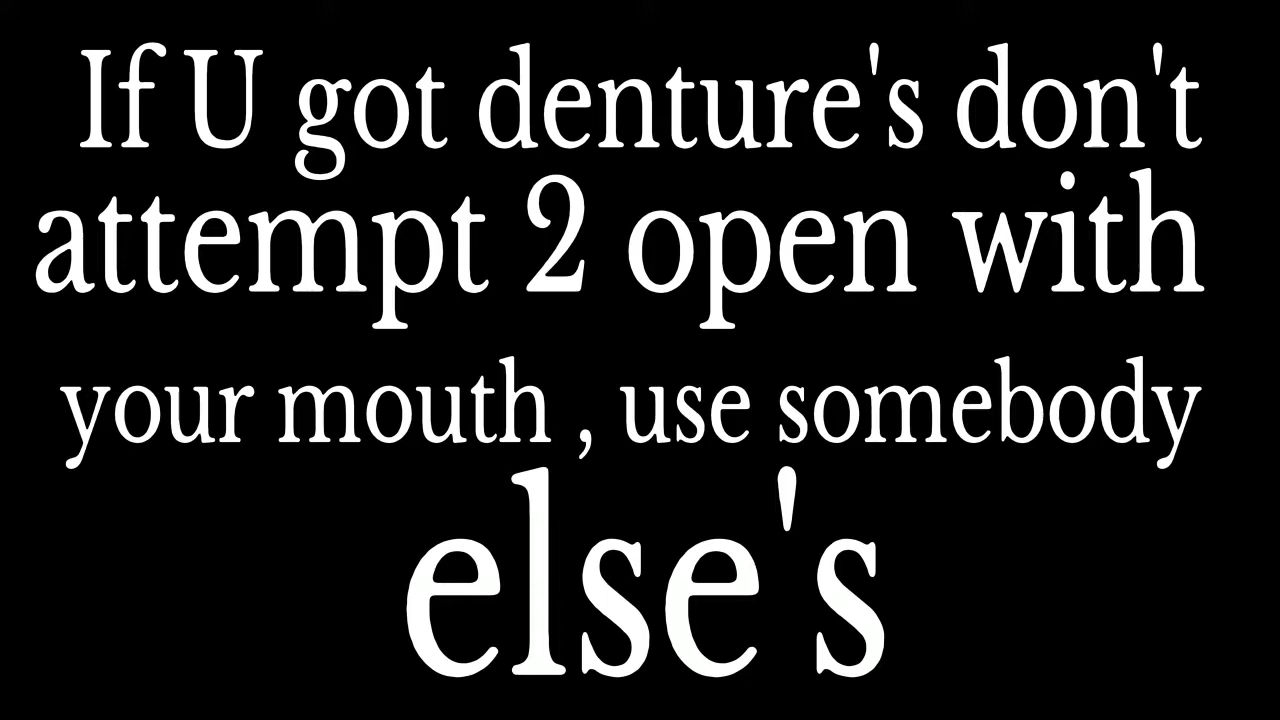 If U got denture's don't
attempt 2 open with
your mouth , use somebody
else's